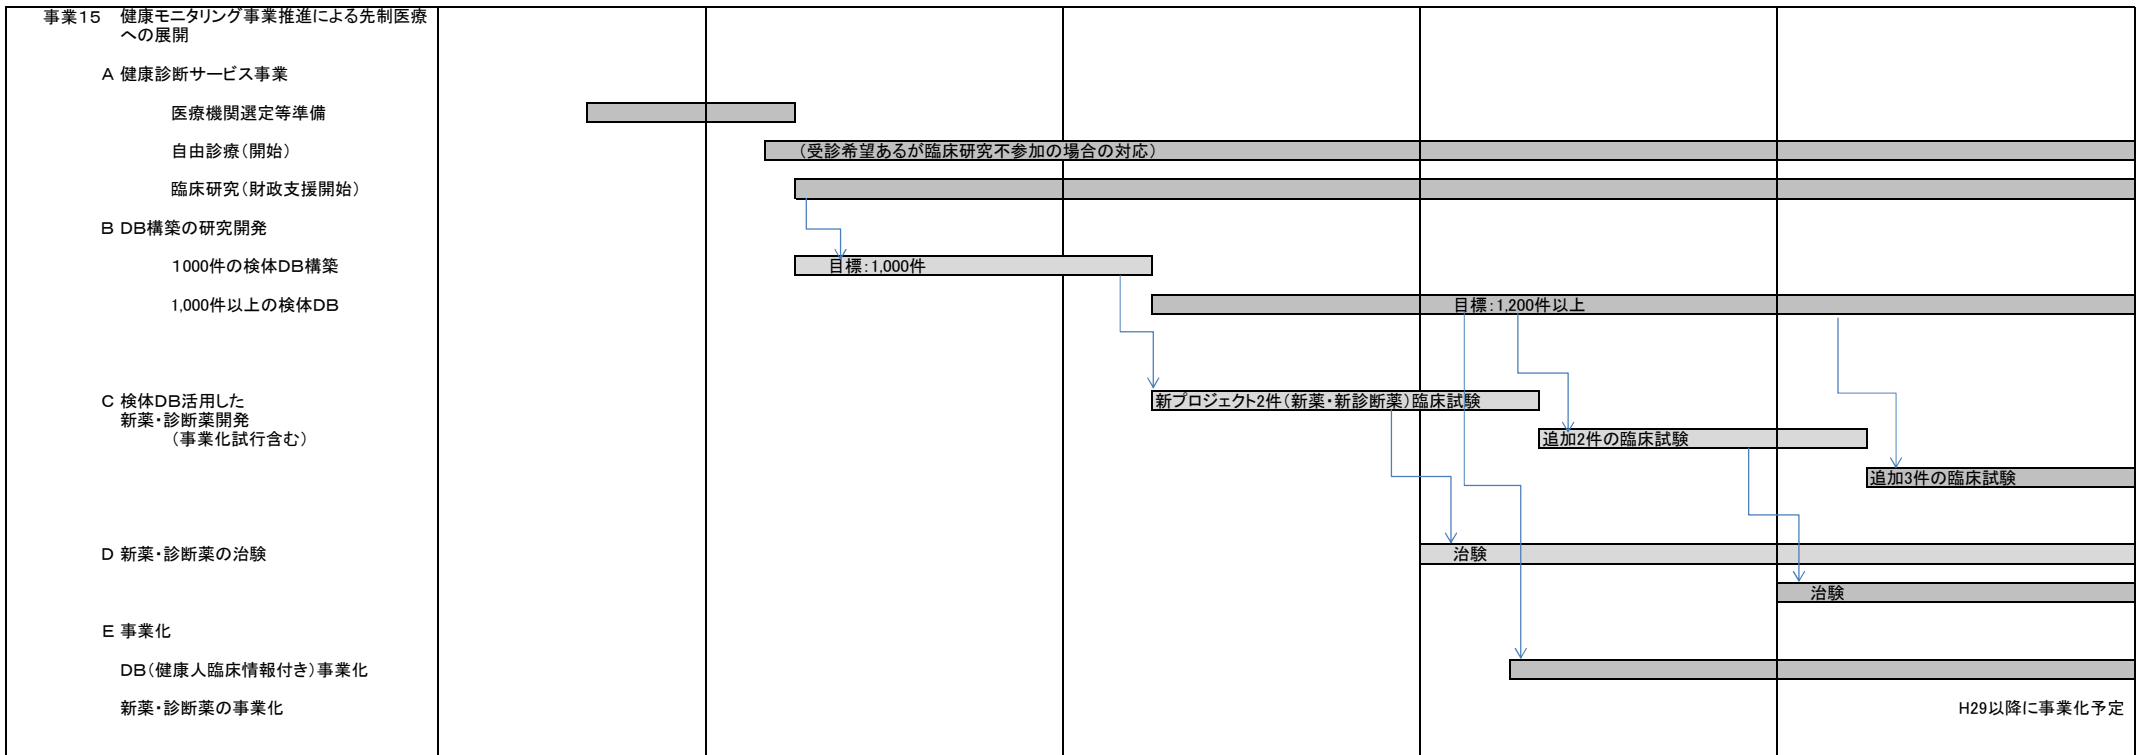 事業15 健康モニタリング事業推進による先制医療
への展開
A 健康診断サービス事業
医療機関選定等準備
自由診療(開始)
(受診希望あるが臨床研究不参加の場合の対応)
臨床研究(財政支援開始)
B DB構築の研究開発
1000件の検体DB構築
目標:1,000件
1,000件以上の検体DB
目標:1,200件以上
C 検体DB活用した
新薬・診断薬開発
(事業化試行含む)
新プロジェクト2件(新薬・新診断薬)臨床試験
追加2件の臨床試験
追加3件の臨床試験
D 新薬・診断薬の治験
治験
治験
E 事業化
DB(健康人臨床情報付き)事業化
新薬・診断薬の事業化
H29以降に事業化予定